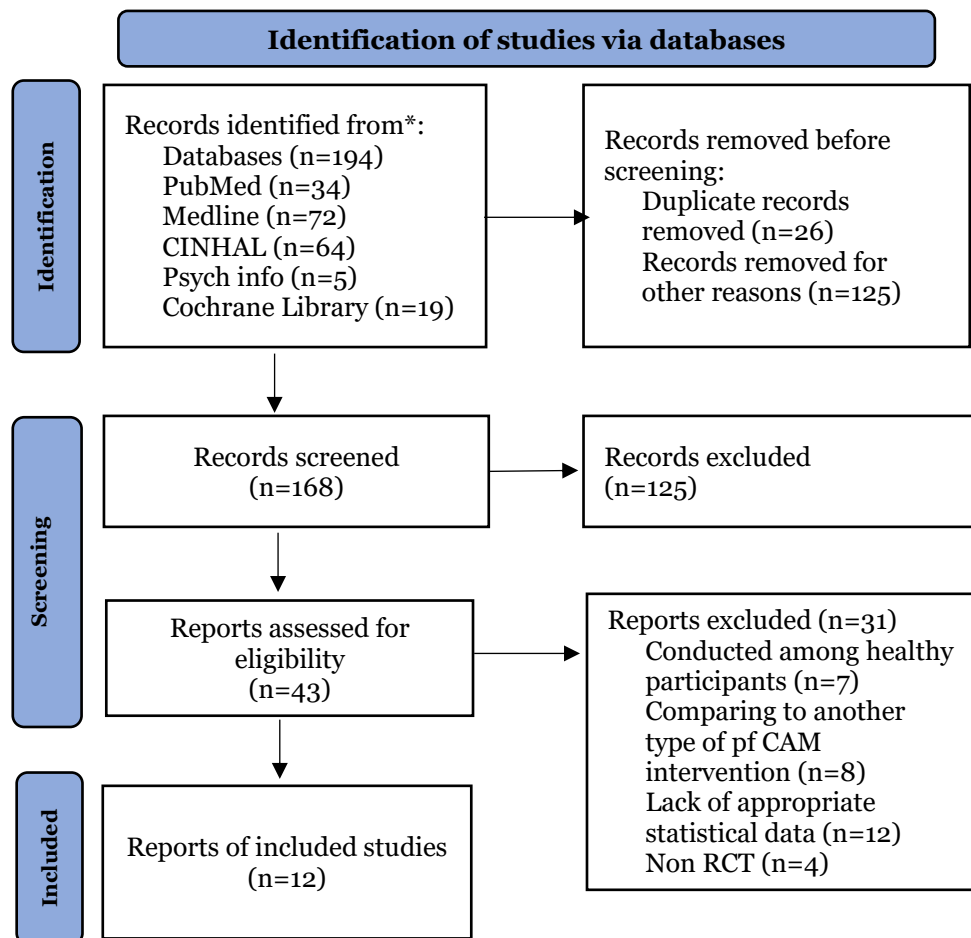 Identification of studies via databases
Identification
Records identified from*:
Databases (n=194)
PubMed (n=34)
Medline (n=72)
CINHAL (n=64)
Psych info (n=5)
Cochrane Library (n=19)
Records removed before
screening:
Duplicate records
removed (n=26)
Records removed for
other reasons (n=125)
Screening
Records screened
(n=168)
Records excluded
(n=125)
Reports assessed for
eligibility
(n=43)
Reports excluded (n=31)
Conducted among healthy
participants (n=7)
Comparing to another
type of pf CAM
intervention (n=8)
Lack of appropriate
statistical data (n=12)
Non RCT (n=4)
Included
Reports of included studies
(n=12)